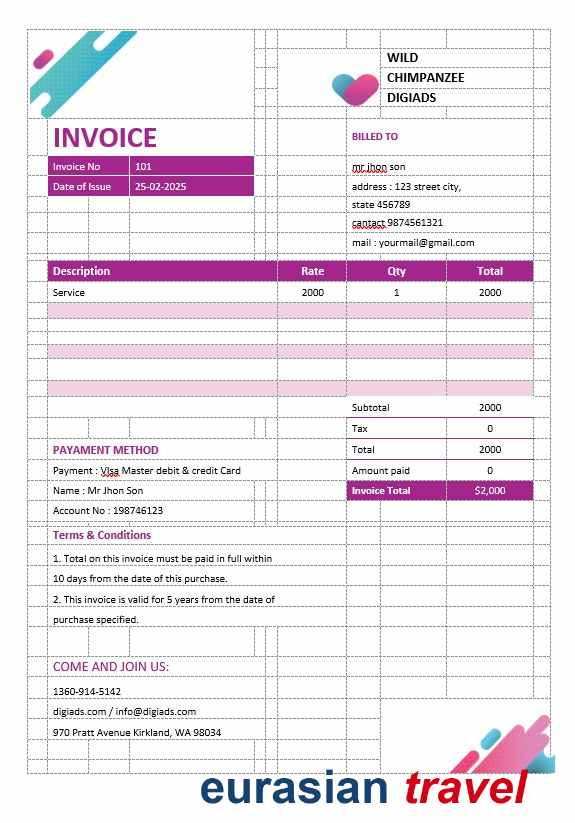 WILD
CHIMPANZEE
DIGIADS
INVOICE
BILLED TO
Invoice No 101
mr jhon son
Date of Issue 25-02-2025
address : 123 street city,
state 456789
cantact 9874561321
mail : yourmail@gmail.com
Description Rate Qty Total
Service 2000 1 2000
Subtotal 2000
Tax 0
PAYAMENT METHOD
Total 2000
Payment : VIsa Master debit & credit Card
Amount paid 0
Name : Mr Jhon Son
Invoice Total $2,000
Account No : 198746123
Terms & Conditions
1. Total on this invoice must be paid in full within
10 days from the date of this purchase.
2. This invoice is valid for 5 years from the date of
purchase specified.
COME AND JOIN US:
1360-914-5142
digiads.com / info@digiads.com
970 Pratt Avenue Kirkland, WA 98034
eurasian travel